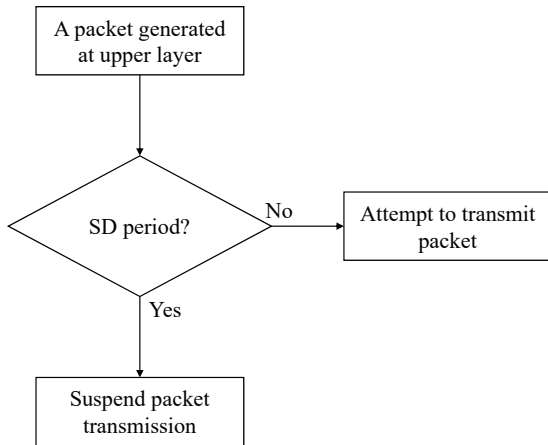 A packet generated
at upper layer
SD period?
No
Attempt to transmit
packet
Yes
Suspend packet
transmission